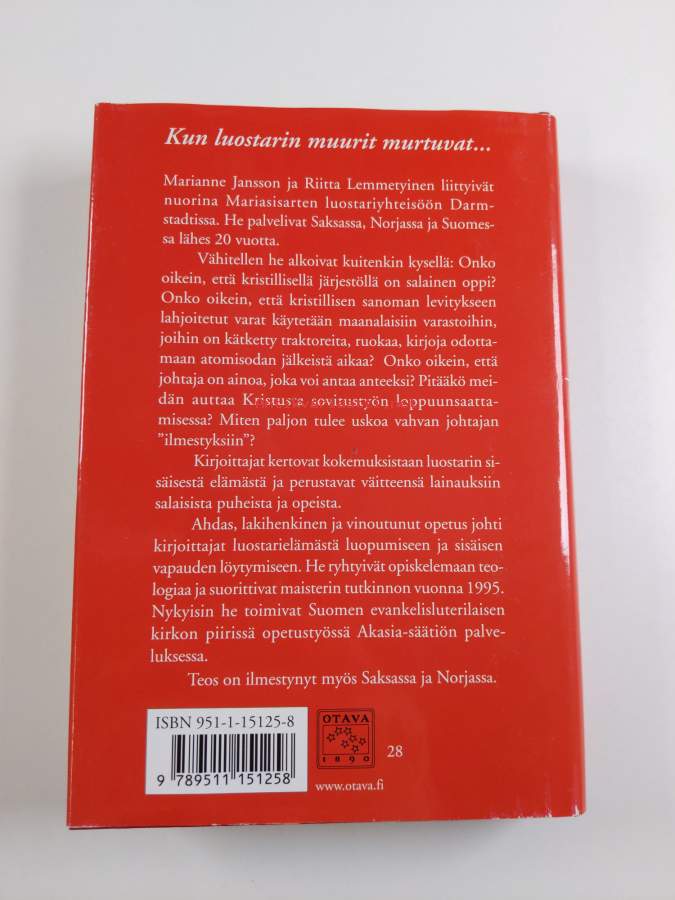 Kun luostarin muurit murtuvat...
Marianne Jansson ja Riitta Lemmetyinen liittyivät
nuorina Mariasisarten luostariyhteisöön Darm-
stadtissa. He palvelivat Saksassa, Norjassa ja Suomes-
sa lähes 20 vuotta.
Vähitellen he alkoivat kuitenkin kysellä: Onko
oikein, että kristillisellä järjestöllä on salainen oppi?
Onko oikein, että kristillisen sanoman levitykseen
lahjoitetut varat käytetään maanalaisiin varastoihin,
joihin on kätketty traktoreita, ruokaa, kirjoja odotta-
maan atomisodan jälkeistä aikaa? Onko oikein, että
johtaja on ainoa, joka voi antaa anteeksi? Pitääkö mei-
dän auttaa Kristusta sovitustyön loppuunsaatta-
misessa? Miten paljon tulee uskoa vahvan johtajan
"ilmestyksiin"?
Kirjoittajat kertovat kokemuksistaan luostarin si-
säisestä elämästä ja perustavat väitteensä lainauksiin
salaisista puheista ja opeista.
Ahdas, lakihenkinen ja vinoutunut opetus johti
kirjoittajat luostarielämästä luopumiseen ja sisäisen
vapauden löytymiseen. He ryhtyivät opiskelemaan teo-
logiaa ja suorittivat maisterin tutkinnon vuonna 1995.
Nykyisin he toimivat Suomen evankelisluterilaisen
kirkon piirissä opetustyössä Akasia-säätiön palve-
luksessa.
Teos on ilmestynyt myös Saksassa ja Norjassa.
ISBN 951-1-15125-8
9 789511 151258
OTAVA
1890
28
www.otava.fi